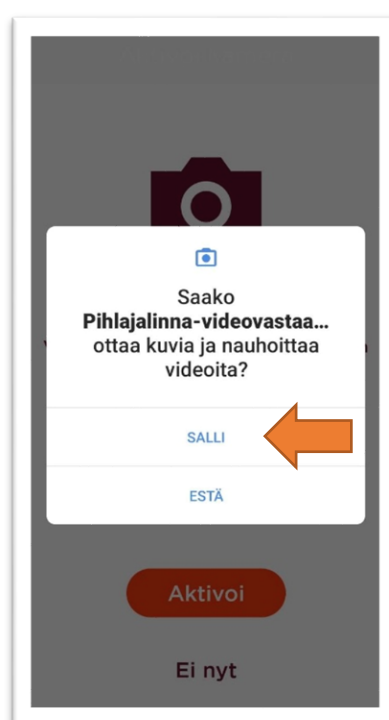 Saako
Pihlajalinna-videovastaa...
ottaa kuvia ja nauhoittaa
videoita?
SALLI
ESTÄ
Aktivoi
Ei nyt